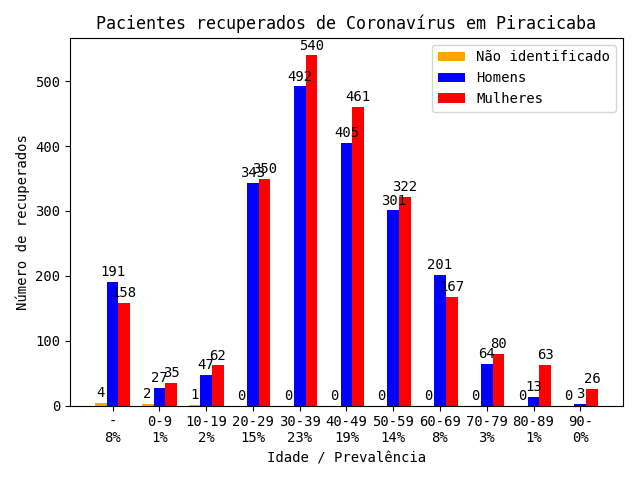 Pacientes recuperados de Coronavírus em Piracicaba
Não identificado
Homens
Mulheres
Número de recuperados
500
400
300
200
100
0
4 191 158
2 27 35
1 47 62
0 343 350
0 492 540
0 405 461
0 301 322
0 201 167
0 64 80
0 13 63
0 3 26
- 0-9 10-19 20-29 30-39 40-49 50-59 60-69 70-79 80-89 90-
8% 1% 2% 15% 23% 19% 14% 8% 3% 1% 0%
Idade / Prevalência